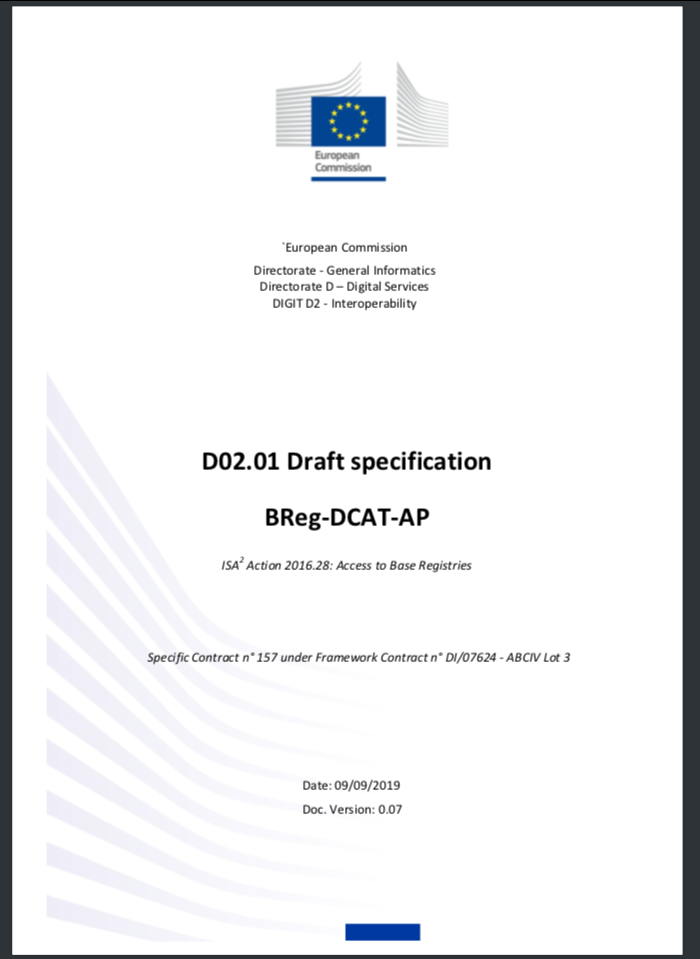 European
Commission
`European Commission
Directorate - General Informatics
Directorate D – Digital Services
DIGIT D2 - Interoperability
D02.01 Draft specification
BReg-DCAT-AP
ISA² Action 2016.28: Access to Base Registries
Specific Contract n° 157 under Framework Contract n° DI/07624 - ABCIV Lot 3
Date: 09/09/2019
Doc. Version: 0.07